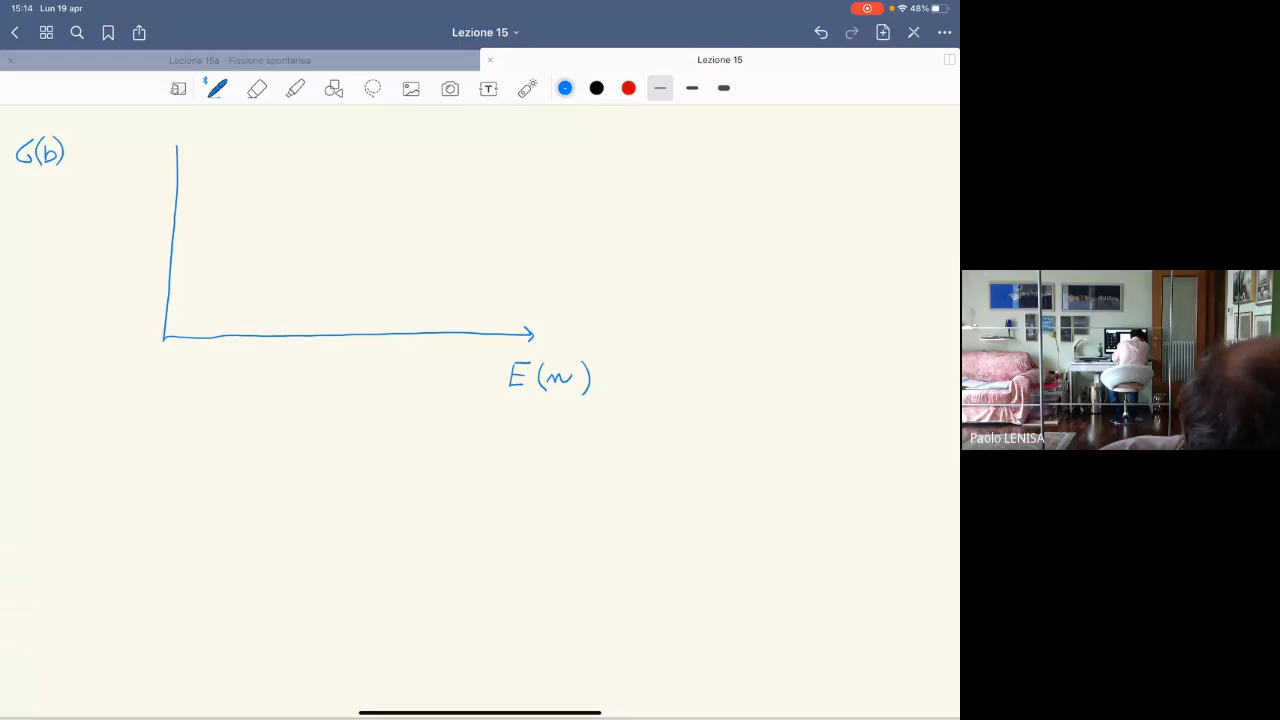 15:14 Lun 19 apr
48%
Lezione 15
Lezione 15a - Fissione spontanea
Lezione 15
T
σ(b)
E(n)
Paolo LENISA